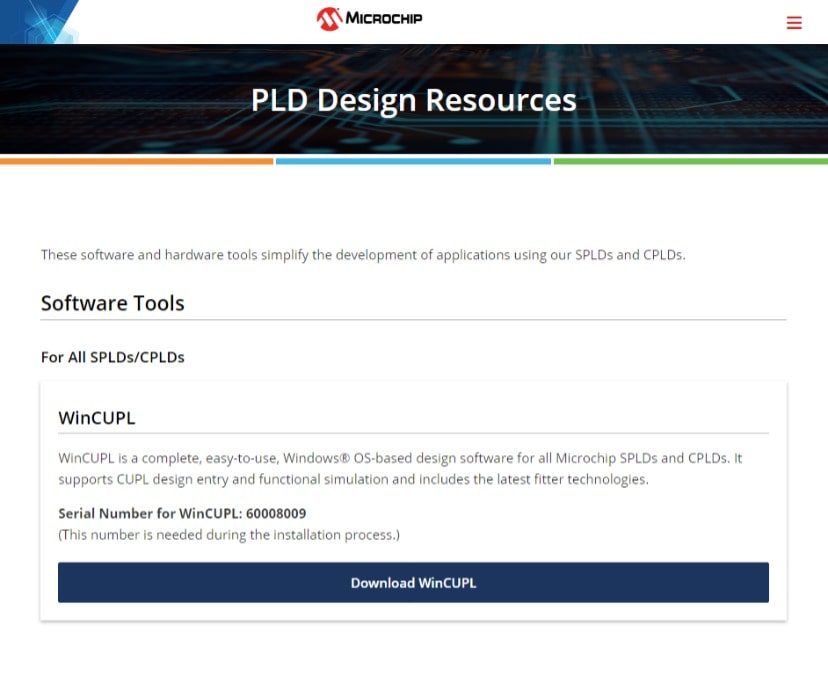 MICROCHIP
PLD Design Resources
These software and hardware tools simplify the development of applications using our SPLDs and CPLDs.
Software Tools
For All SPLDs/CPLDs
WinCUPL
WinCUPL is a complete, easy-to-use, Windows® OS-based design software for all Microchip SPLDs and CPLDs. It
supports CUPL design entry and functional simulation and includes the latest fitter technologies.
Serial Number for WinCUPL: 60008009
(This number is needed during the installation process.)
Download WinCUPL